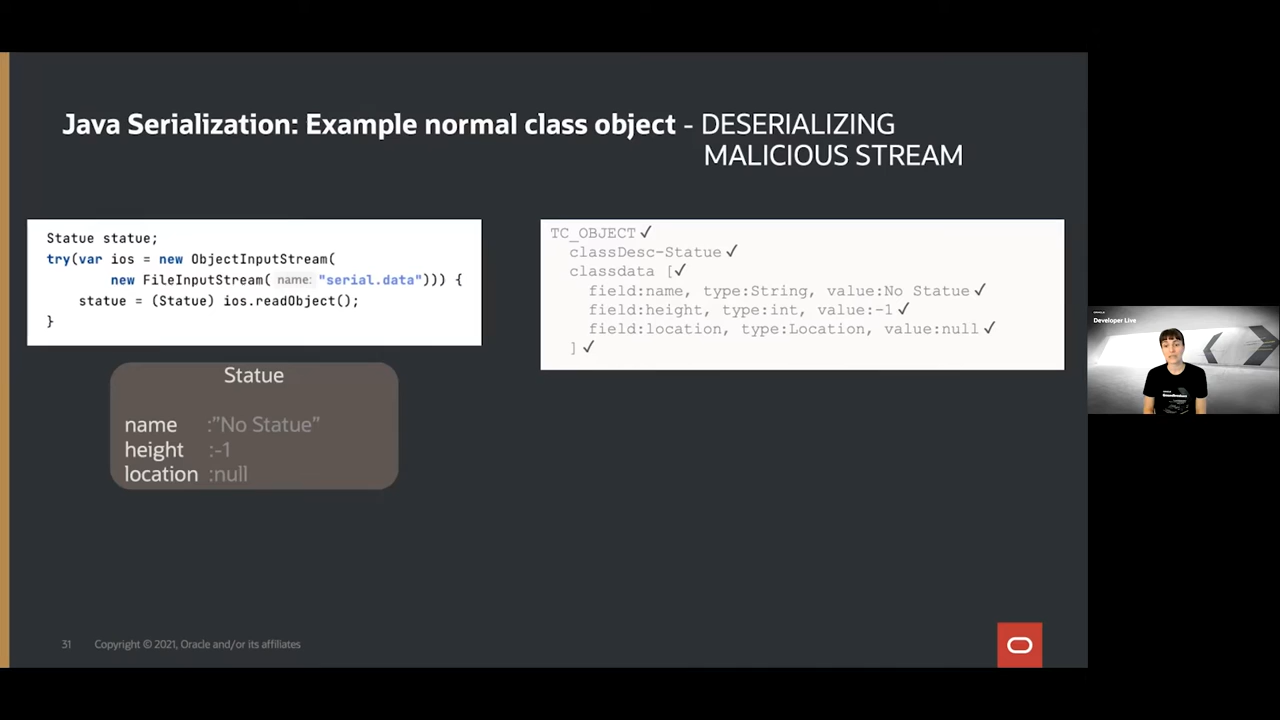 Java Serialization: Example normal class object - DESERIALIZING
MALICIOUS STREAM
Statue statue;
try(var ios = new ObjectInputStream(
new FileInputStream( name: "serial.data"))) {
statue = (Statue) ios.readObject();
}
TC_OBJECT ✓
classDesc-Statue ✓
classdata [ ✓
field:name, type:String, value:No Statue ✓
field:height, type:int, value:-1 ✓
field:location, type:Location, value:null ✓
] ✓
Statue
name :"No Statue"
height :-1
location :null
ORACLE
Developer Live
31 Copyright © 2021, Oracle and/or its affiliates